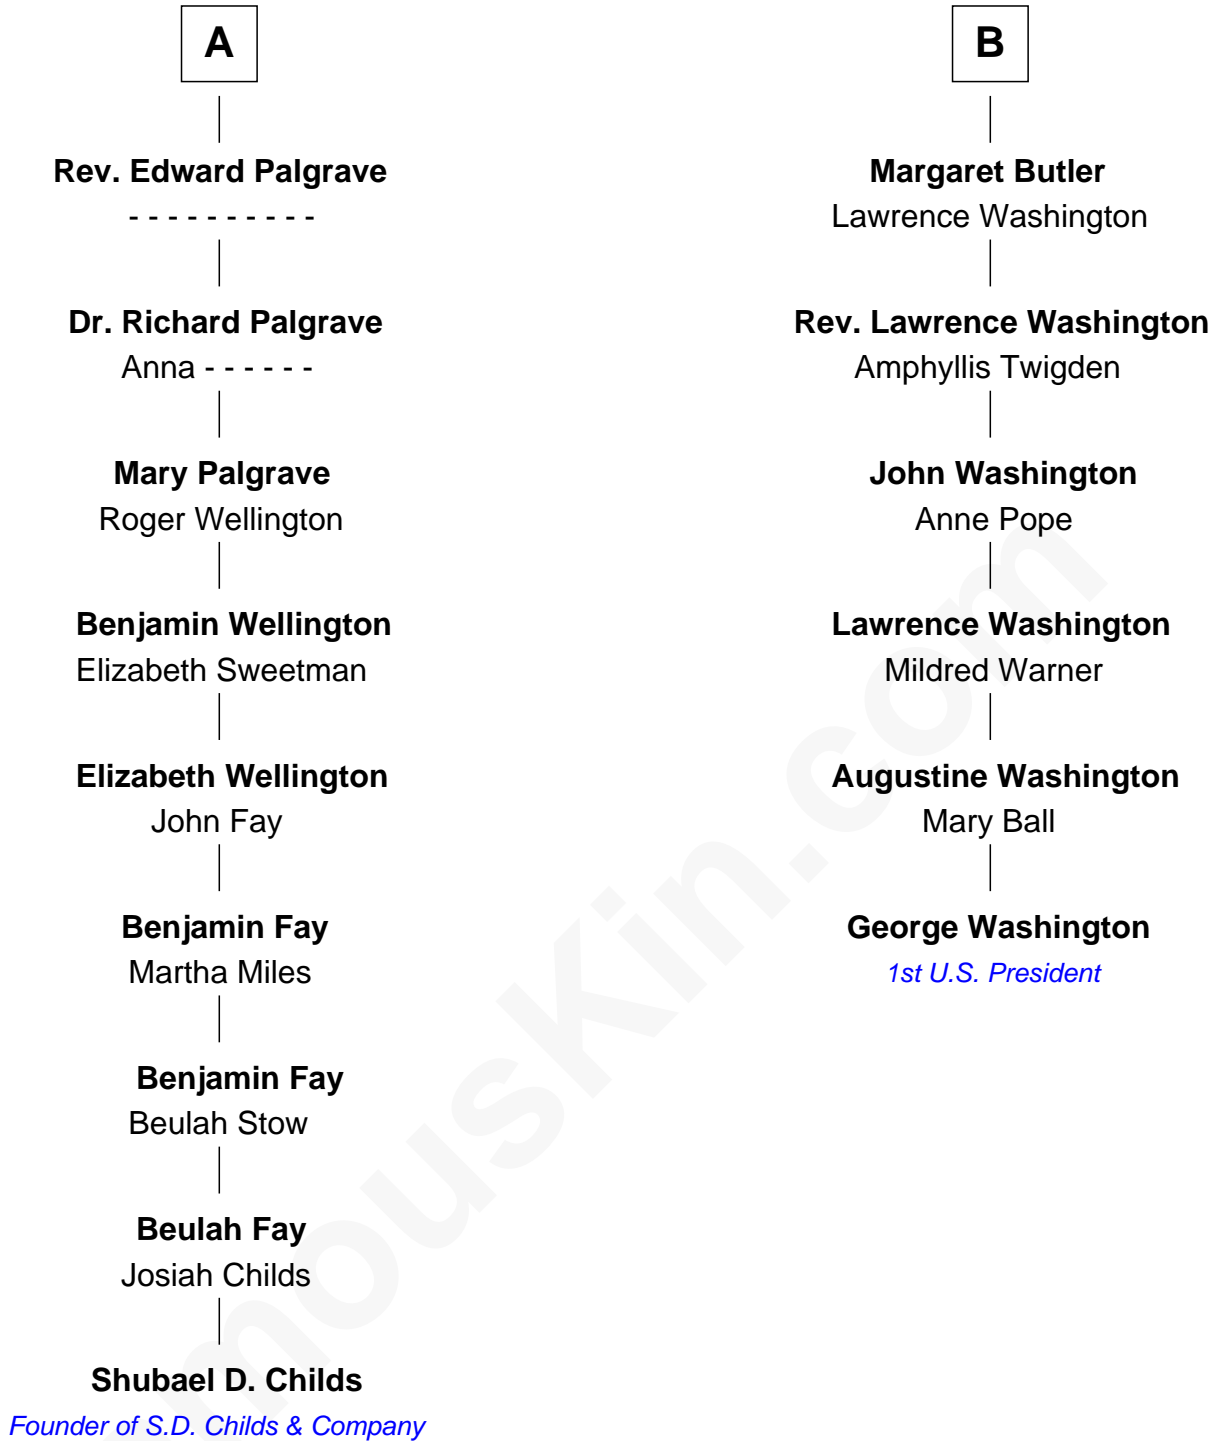 A
Rev. Edward Palgrave
- - - - - - - - - -
Dr. Richard Palgrave
Anna - - - - - -
Mary Palgrave
Roger Wellington
Benjamin Wellington
Elizabeth Sweetman
Elizabeth Wellington
John Fay
Benjamin Fay
Martha Miles
Benjamin Fay
Beulah Stow
Beulah Fay
Josiah Childs
Shubael D. Childs
Founder of S.D. Childs & Company
B
Margaret Butler
Lawrence Washington
Rev. Lawrence Washington
Amphyllis Twigden
John Washington
Anne Pope
Lawrence Washington
Mildred Warner
Augustine Washington
Mary Ball
George Washington
1st U.S. President
mouskin.com